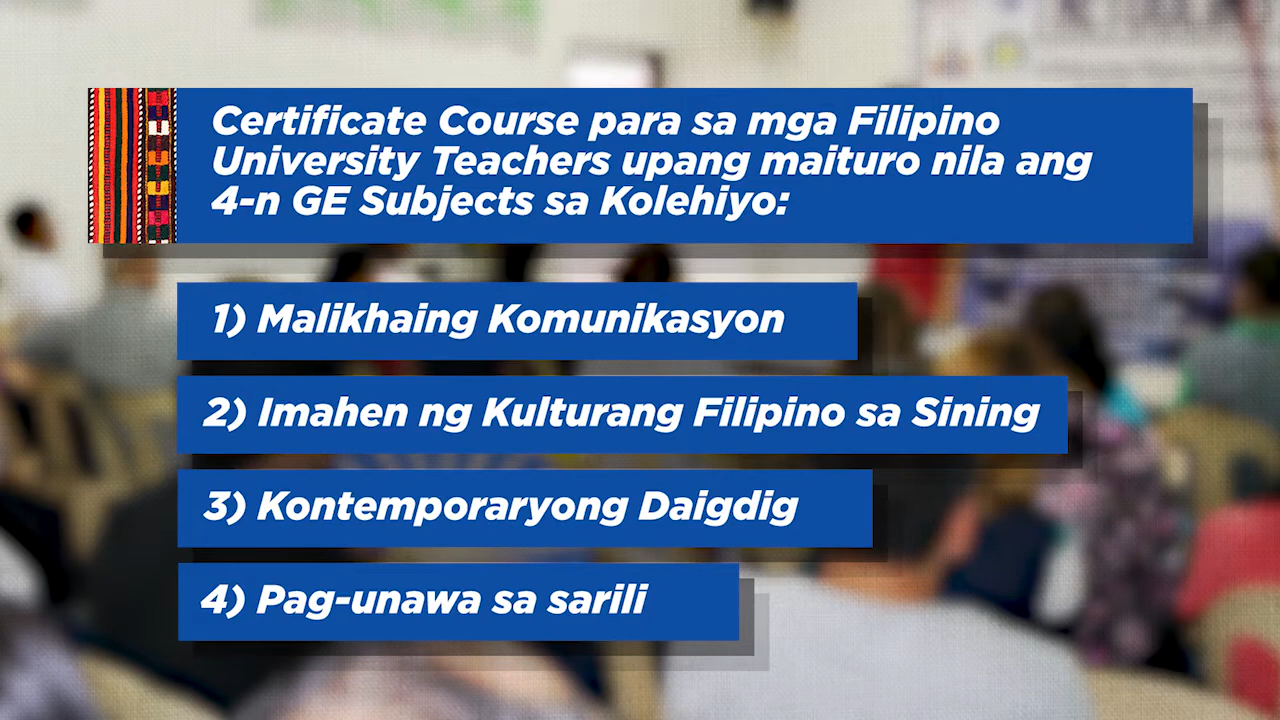 Certificate Course para sa mga Filipino
University Teachers upang maituro nila ang
4-n GE Subjects sa Kolehiyo:
1) Malikhaing Komunikasyon
2) Imahen ng Kulturang Filipino sa Sining
3) Kontemporaryong Daigdig
4) Pag-unawa sa sarili